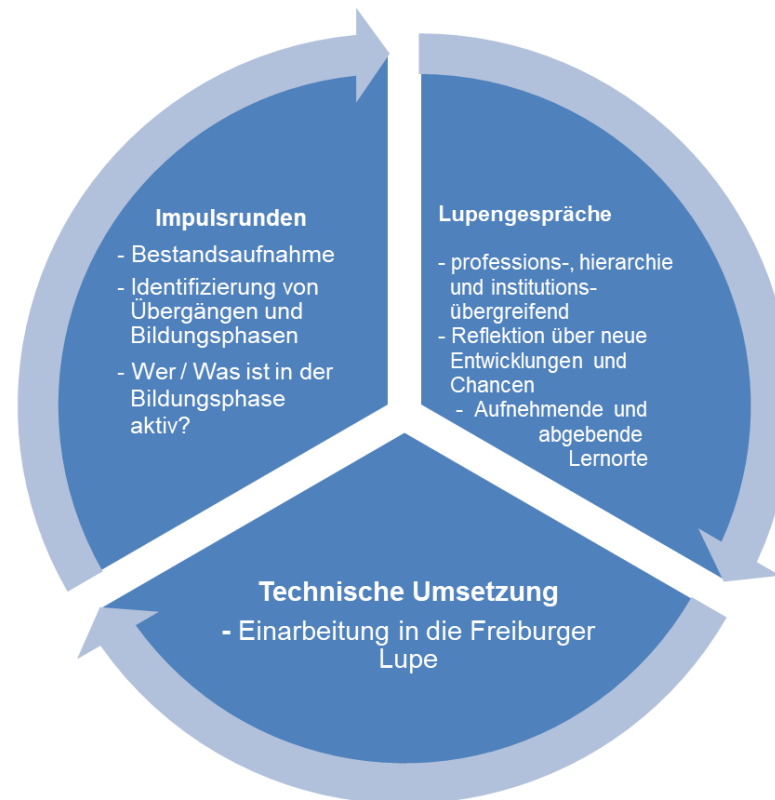 Impulsrunden
- Bestandsaufnahme
- Identifizierung von
Übergängen und
Bildungsphasen
- Wer / Was ist in der
Bildungsphase
aktiv?
Lupengespräche
- professions-, hierarchie
und institutions-
übergreifend
- Reflektion über neue
Entwicklungen und
Chancen
- Aufnehmende und
abgebende
Lernorte
Technische Umsetzung
- Einarbeitung in die Freiburger
Lupe